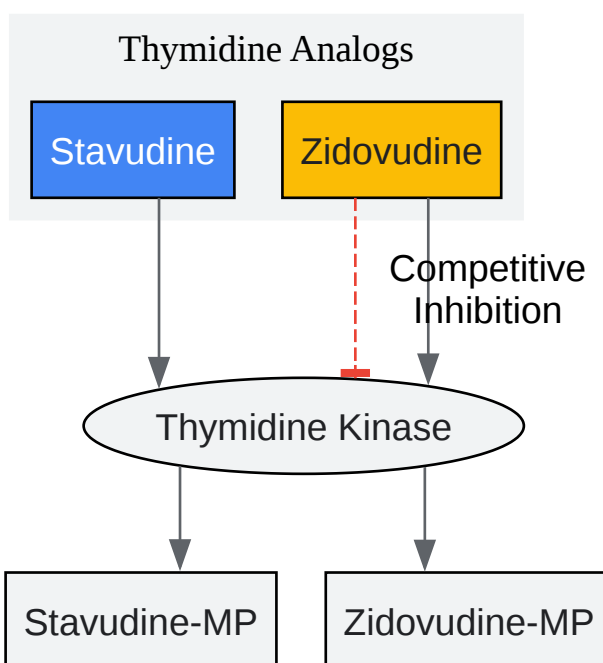 Thymidine Analogs
Stavudine
Zidovudine
Competitive
Inhibition
Thymidine Kinase
Stavudine-MP
Zidovudine-MP